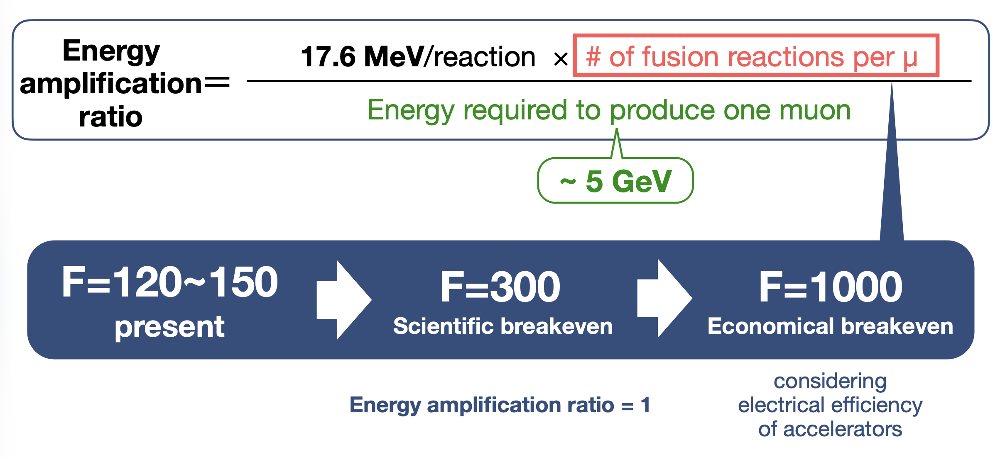 Energy
amplification=
ratio
17.6 MeV/reaction × # of fusion reactions per μ
Energy required to produce one muon
~ 5 GeV
F=120~150
present
F=300
Scientific breakeven
F=1000
Economical breakeven
Energy amplification ratio = 1
considering
electrical efficiency
of accelerators